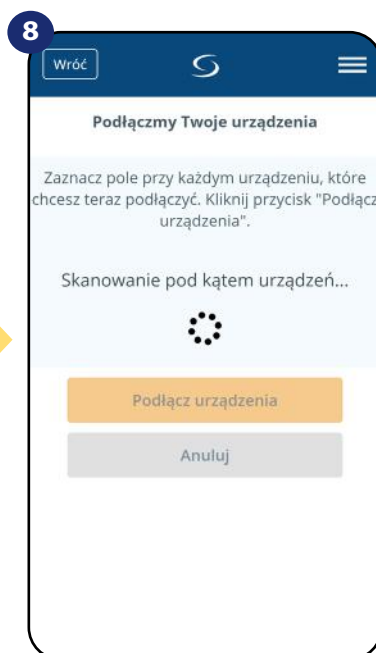 8
Wróć
Podłączmy Twoje urządzenia
Zaznacz pole przy każdym urządzeniu, które
chcesz teraz podłączyć. Kliknij przycisk "Podłącz
urządzenia".
Skanowanie pod kątem urządzeń...
Podłącz urządzenia
Anuluj